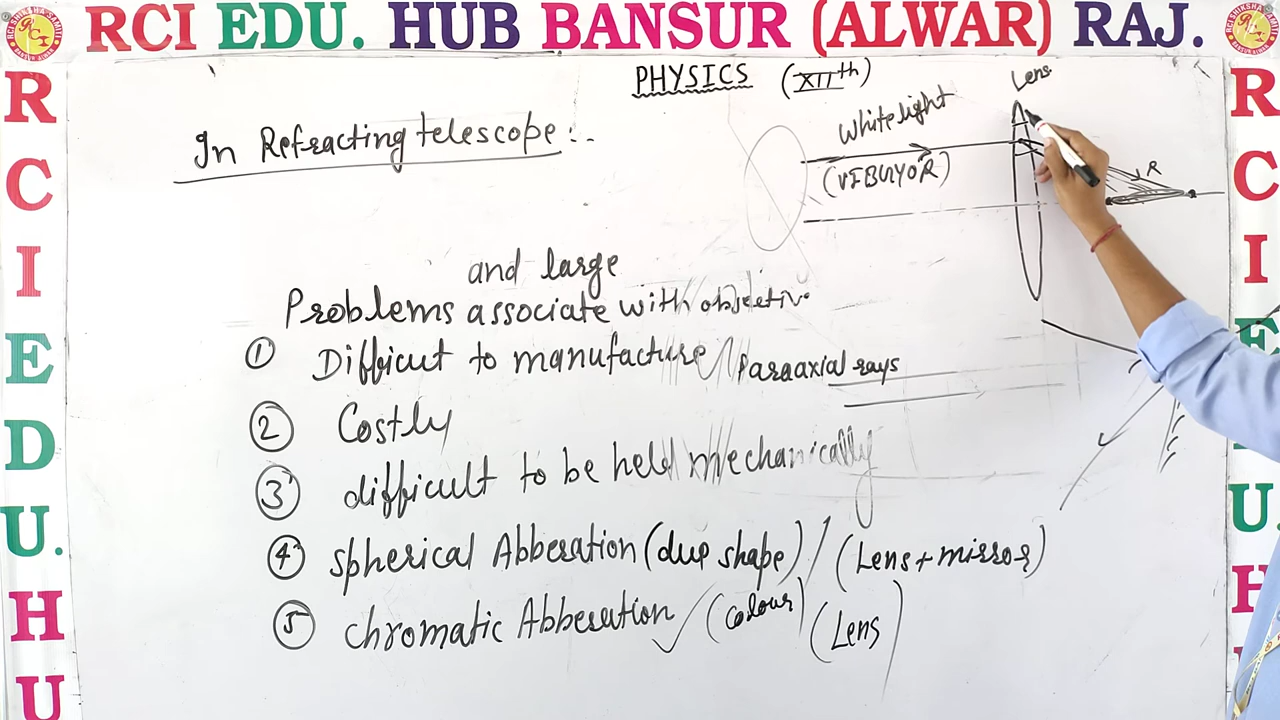 RCI EDU. HUB BANSUR (ALWAR) RAJ.
PHYSICS (XIIth)
Lens
In Refracting telescope :-
White light
(VIBGYOR)
R
and large
Problems associate with objective
① Difficut to manufacture
Paraaxial rays
② Costly
③ difficult to be held mechanically
④ spherical Abberation (due shape) / (Lens + mirror)
⑤ chromatic Abberation ✓ (colour) (Lens)
R
C
I
E
D
U.
H
U
R
C
I
E
D
U.
H